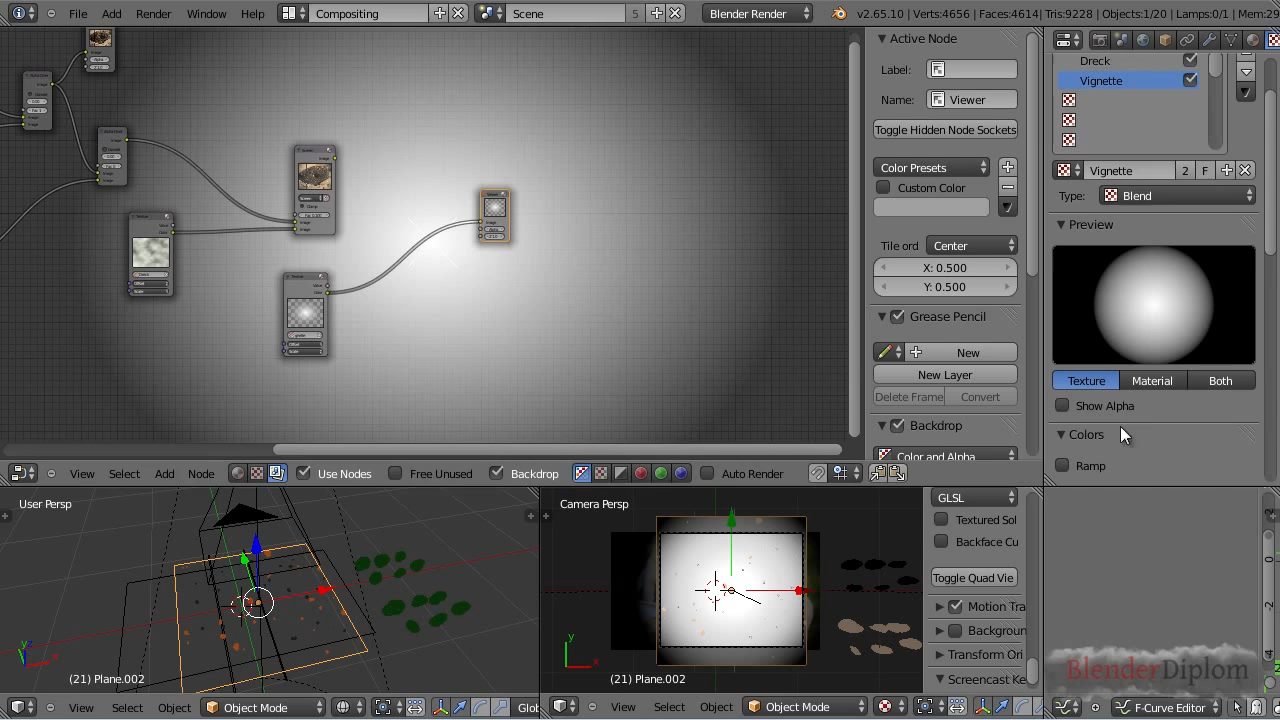 File Add Render Window Help Compositing Scene 5 Blender Render v2.65.10 | Verts:4656 | Faces:4614| Tris:9228 | Objects:1/20 | Lamps:0/1 | Mem:29
Active Node
Label:
Name: Viewer
Toggle Hidden Node Sockets
Color Presets
Custom Color
Tile ord Center
X: 0.500
Y: 0.500
Grease Pencil
New
New Layer
Delete Frame Convert
Backdrop
Color and Alpha
Dreck
Vignette
Vignette 2 F
Type: Blend
Preview
Texture Material Both
Show Alpha
Colors
Ramp
View Select Add Node Use Nodes Free Unused Backdrop Auto Render
User Persp
(21) Plane.002
View Select Object Object Mode Glob
Camera Persp
(21) Plane.002
View Select Object Object Mode
GLSL
Textured Sol
Backface Cu
Toggle Quad Vie
Motion Tra
Backgroun
Transform Ori
Screencast Ke
BlenderDiplom
F-Curve Editor